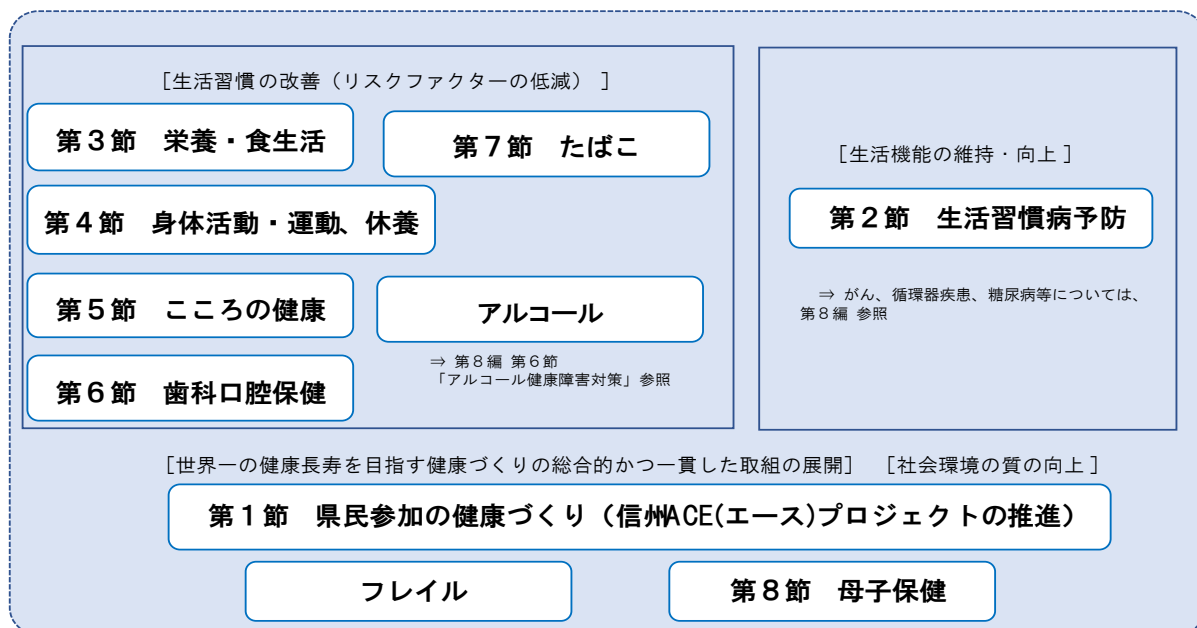 [生活習慣の改善（リスクファクターの低減） ]
第３節　栄養・食生活
第７節　たばこ
第４節　身体活動・運動、休養
第５節　こころの健康
アルコール
⇒ 第８編 第６節
「アルコール健康障害対策」参照
第６節　歯科口腔保健
[生活機能の維持・向上 ]
第２節　生活習慣病予防
⇒ がん、循環器疾患、糖尿病等については、
第８編 参照
[世界一の健康長寿を目指す健康づくりの総合的かつ一貫した取組の展開]　[社会環境の質の向上 ]
第１節　県民参加の健康づくり（信州ACE(エース)プロジェクトの推進）
フレイル
第８節　母子保健